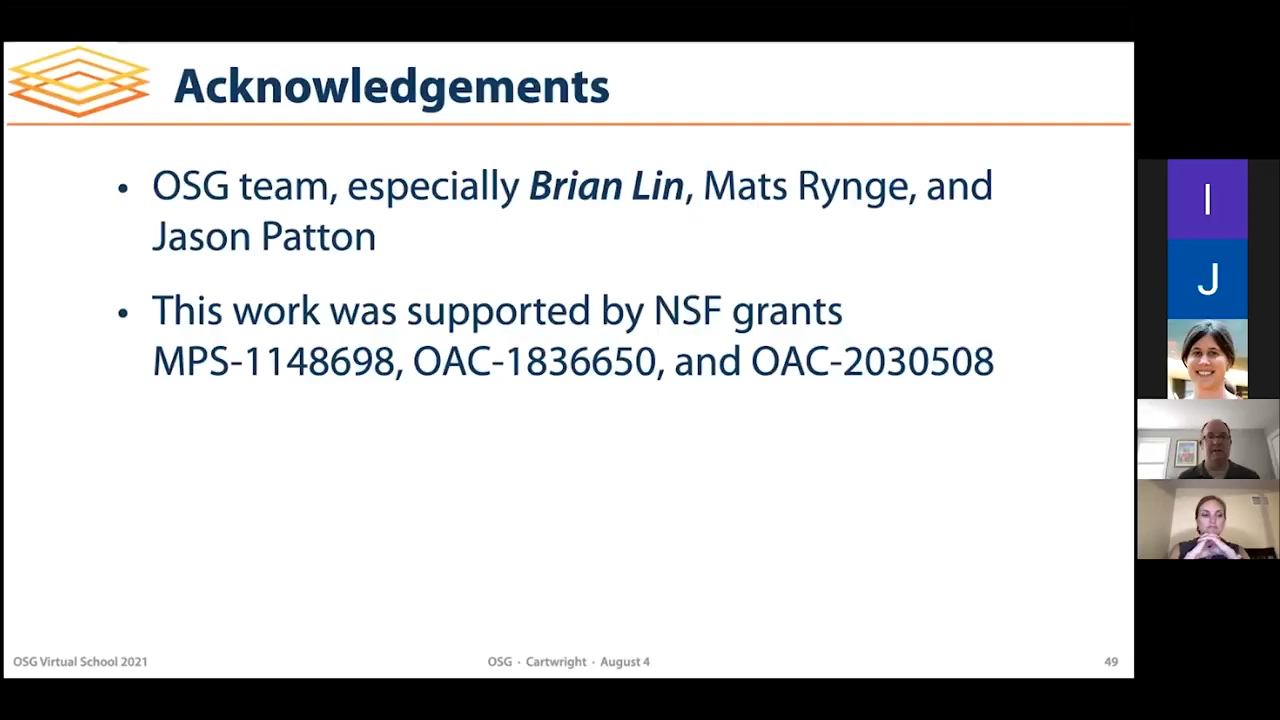 Acknowledgements
• OSG team, especially Brian Lin, Mats Rynge, and
Jason Patton
• This work was supported by NSF grants
MPS-1148698, OAC-1836650, and OAC-2030508
I
J
OSG Virtual School 2021
OSG · Cartwright · August 4
49